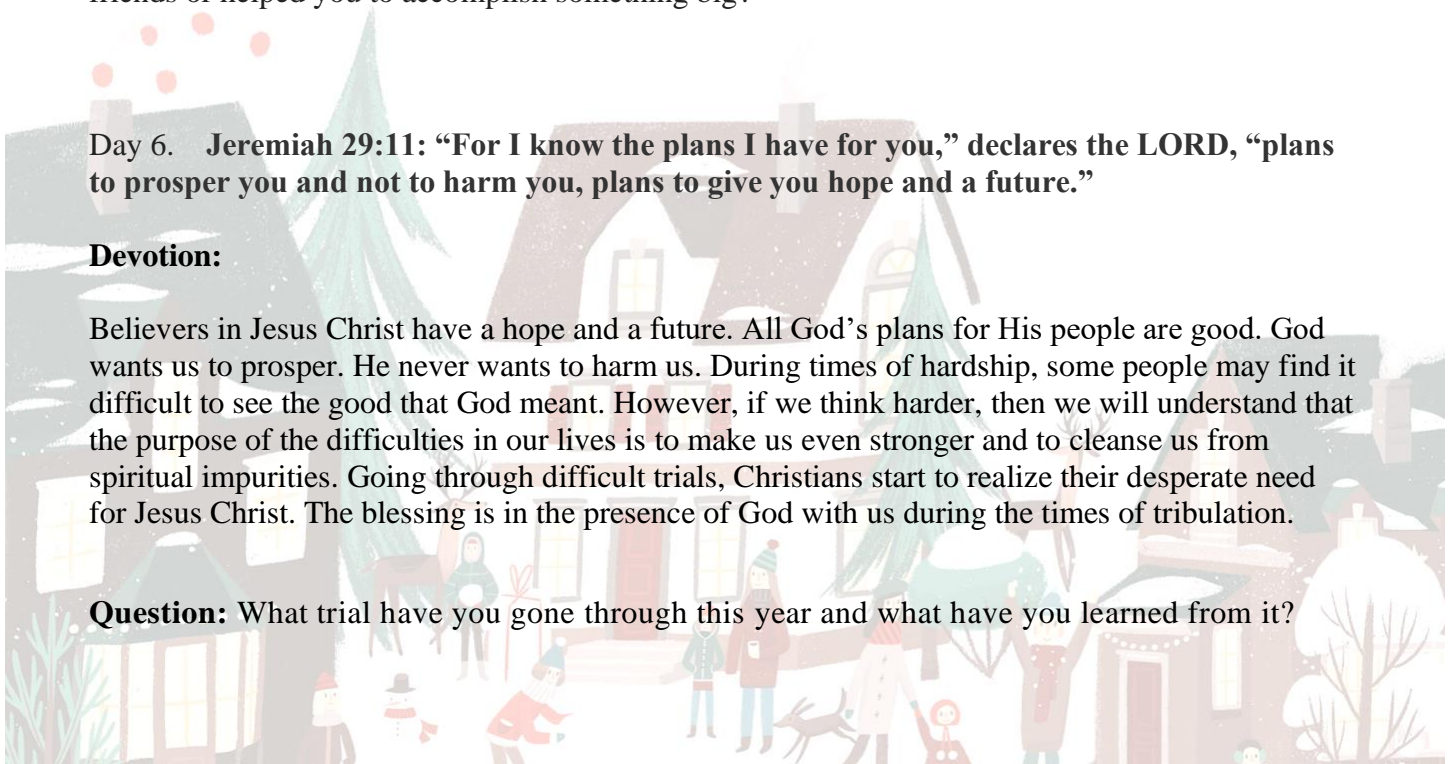 friends or helped you to accomplish something big?
Day 6. Jeremiah 29:11: “For I know the plans I have for you,” declares the LORD, “plans
to prosper you and not to harm you, plans to give you hope and a future.”
Devotion:
Believers in Jesus Christ have a hope and a future. All God’s plans for His people are good. God
wants us to prosper. He never wants to harm us. During times of hardship, some people may find it
difficult to see the good that God meant. However, if we think harder, then we will understand that
the purpose of the difficulties in our lives is to make us even stronger and to cleanse us from
spiritual impurities. Going through difficult trials, Christians start to realize their desperate need
for Jesus Christ. The blessing is in the presence of God with us during the times of tribulation.
Question: What trial have you gone through this year and what have you learned from it?